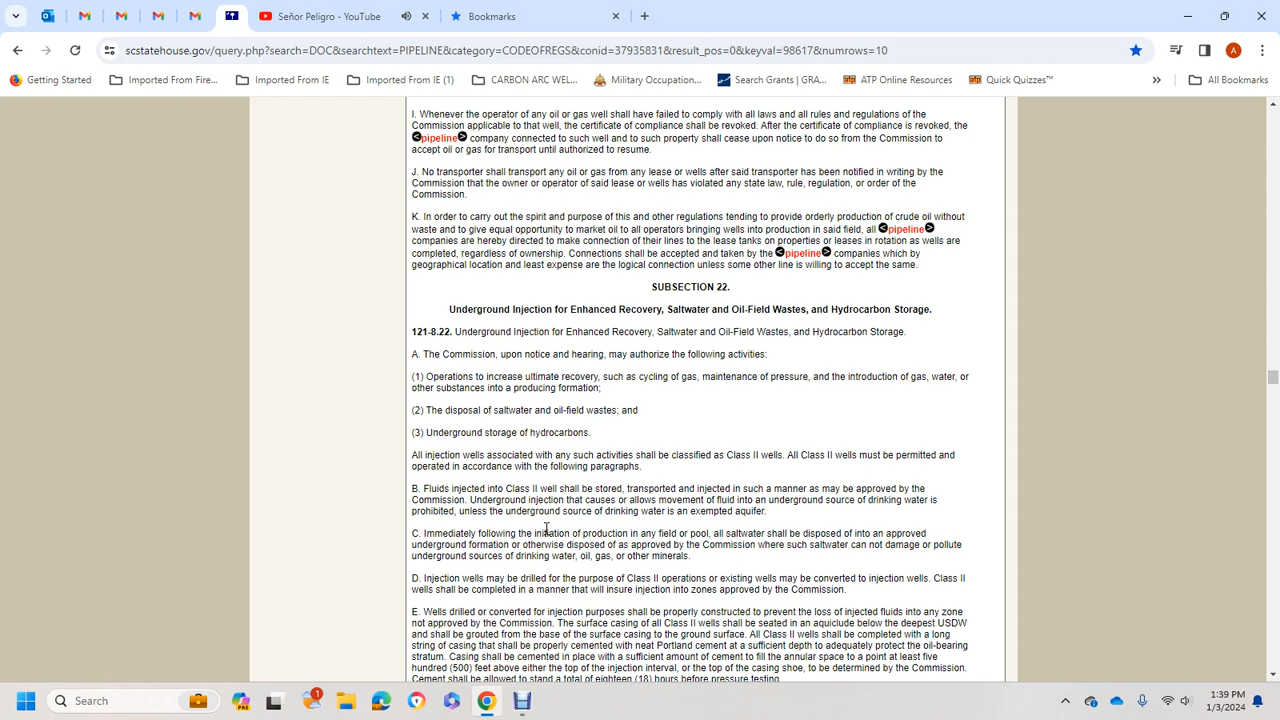 Señor Peligro - YouTube
Bookmarks
scstatehouse.gov/query.php?search=DOC&searchtext=PIPELINE&category=CODEOFREGS&conid=37935831&result_pos=0&keyval=98617&numrows=10
A
Getting Started
Imported From Fire...
Imported From IE
Imported From IE (1)
CARBON ARC WEL...
Military Occupation...
Search Grants | GRA...
ATP Online Resources
Quick Quizzes™
All Bookmarks
I. Whenever the operator of any oil or gas well shall have failed to comply with all laws and all rules and regulations of the
Commission applicable to that well, the certificate of compliance shall be revoked. After the certificate of compliance is revoked, the
<pipeline> company connected to such well and to such property shall cease upon notice to do so from the Commission to
accept oil or gas for transport until authorized to resume.
J. No transporter shall transport any oil or gas from any lease or wells after said transporter has been notified in writing by the
Commission that the owner or operator of said lease or wells has violated any state law, rule, regulation, or order of the
Commission.
K. In order to carry out the spirit and purpose of this and other regulations tending to provide orderly production of crude oil without
waste and to give equal opportunity to market oil to all operators bringing wells into production in said field, all <pipeline>
companies are hereby directed to make connection of their lines to the lease tanks on properties or leases in rotation as wells are
completed, regardless of ownership. Connections shall be accepted and taken by the <pipeline> companies which by
geographical location and least expense are the logical connection unless some other line is willing to accept the same.
SUBSECTION 22.
Underground Injection for Enhanced Recovery, Saltwater and Oil-Field Wastes, and Hydrocarbon Storage.
121-8.22. Underground Injection for Enhanced Recovery, Saltwater and Oil-Field Wastes, and Hydrocarbon Storage.
A. The Commission, upon notice and hearing, may authorize the following activities:
(1) Operations to increase ultimate recovery, such as cycling of gas, maintenance of pressure, and the introduction of gas, water, or
other substances into a producing formation;
(2) The disposal of saltwater and oil-field wastes; and
(3) Underground storage of hydrocarbons.
All injection wells associated with any such activities shall be classified as Class II wells. All Class II wells must be permitted and
operated in accordance with the following paragraphs.
B. Fluids injected into Class II well shall be stored, transported and injected in such a manner as may be approved by the
Commission. Underground injection that causes or allows movement of fluid into an underground source of drinking water is
prohibited, unless the underground source of drinking water is an exempted aquifer.
C. Immediately following the initiation of production in any field or pool, all saltwater shall be disposed of into an approved
underground formation or otherwise disposed of as approved by the Commission where such saltwater can not damage or pollute
underground sources of drinking water, oil, gas, or other minerals.
D. Injection wells may be drilled for the purpose of Class II operations or existing wells may be converted to injection wells. Class II
wells shall be completed in a manner that will insure injection into zones approved by the Commission.
E. Wells drilled or converted for injection purposes shall be properly constructed to prevent the loss of injected fluids into any zone
not approved by the Commission. The surface casing of all Class II wells shall be seated in an aquiclude below the deepest USDW
and shall be grouted from the base of the surface casing to the ground surface. All Class II wells shall be completed with a long
string of casing that shall be properly cemented with neat Portland cement at a sufficient depth to adequately protect the oil-bearing
stratum. Casing shall be cemented in place with a sufficient amount of cement to fill the annular space to a point at least five
hundred (500) feet above either the top of the injection interval, or the top of the casing shoe, to be determined by the Commission.
Cement shall be allowed to stand a total of eighteen (18) hours before pressure testing.
Search
PRE
1
1:39 PM
1/3/2024